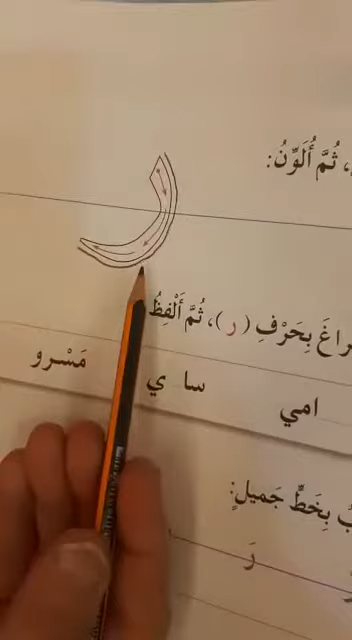 ، ثُمَّ أُلَوِّنُ:
ر
راغَ بِحَرْفِ (ر)، ثُمَّ أَلْفِظُ
امي سا ي مَسْرو
بِخَطٍّ جَميلٍ:
رَ